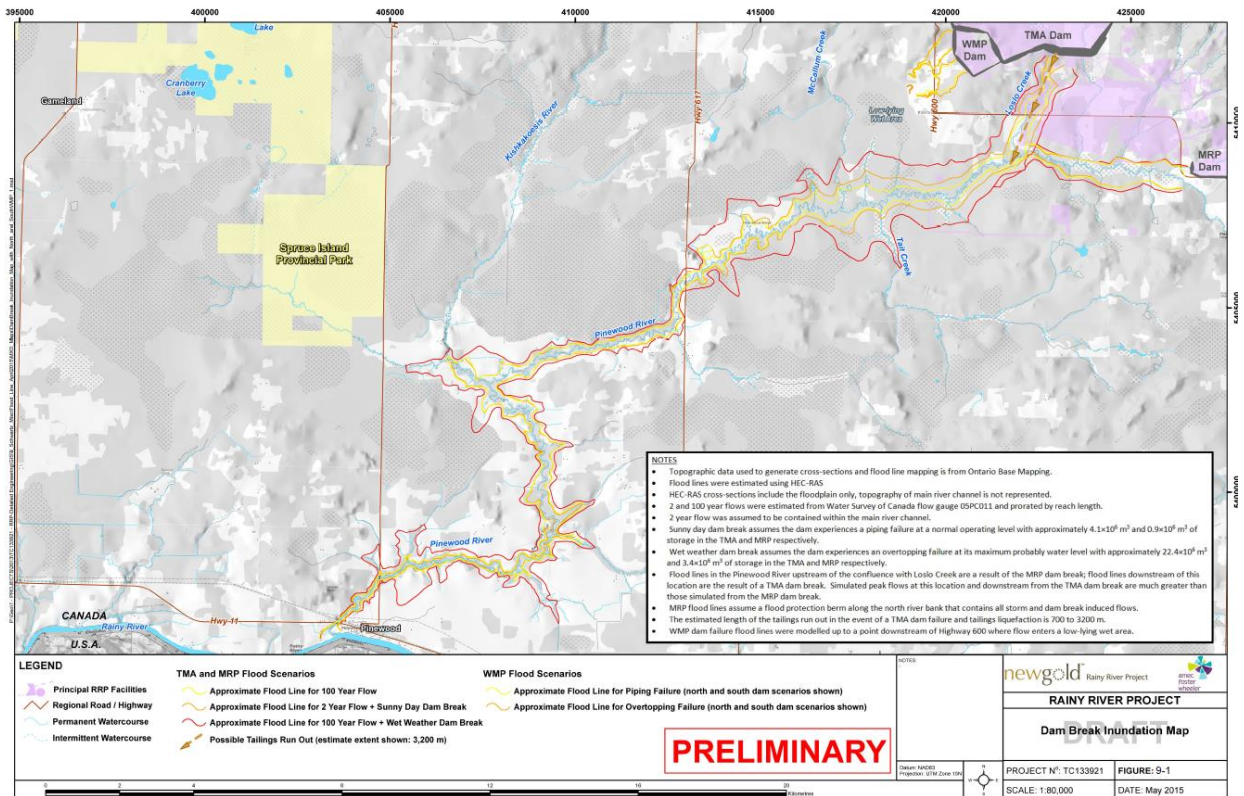 395000
400000
405000
410000
415000
420000
425000
Lake
Cranberry
Lake
Gameland
Kishkakoesis River
McCallum Creek
Hwy 617
Hwy 600
Low-lying
Wet Area
WMP
Dam
TMA Dam
Loslo Creek
?
MRP
Dam
5410000
Spruce Island
Provincial Park
Tait Creek
Pinewood River
5405000
5400000
Pinewood River
CANADA
U.S.A.
Rainy River
Hwy-11
Pinewood
NOTES
• Topographic data used to generate cross-sections and flood line mapping is from Ontario Base Mapping.
• Flood lines were estimated using HEC-RAS
• HEC-RAS cross-sections include the floodplain only, topography of main river channel is not represented.
• 2 and 100 year flows were estimated from Water Survey of Canada flow gauge 05PC011 and prorated by reach length.
• 2 year flow was assumed to be contained within the main river channel.
• Sunny day dam break assumes the dam experiences a piping failure at a normal operating level with approximately 4.1×10⁶ m³ and 0.9×10⁶ m³ of
storage in the TMA and MRP respectively.
• Wet weather dam break assumes the dam experiences an overtopping failure at its maximum probably water level with approximately 22.4×10⁶ m³
and 3.4×10⁶ m³ of storage in the TMA and MRP respectively.
• Flood lines in the Pinewood River upstream of the confluence with Loslo Creek are a result of the MRP dam break; flood lines downstream of this
location are the result of a TMA dam break. Simulated peak flows at this location and downstream from the TMA dam break are much greater than
those simulated from the MRP dam break.
• MRP flood lines assume a flood protection berm along the north river bank that contains all storm and dam break induced flows.
• The estimated length of the tailings run out in the event of a TMA dam failure and tailings liquefaction is 700 to 3200 m.
• WMP dam failure flood lines were modelled up to a point downstream of Highway 600 where flow enters a low-lying wet area.
LEGEND
Principal RRP Facilities
Regional Road / Highway
Permanent Watercourse
Intermittent Watercourse
TMA and MRP Flood Scenarios
Approximate Flood Line for 100 Year Flow
Approximate Flood Line for 2 Year Flow + Sunny Day Dam Break
Approximate Flood Line for 100 Year Flow + Wet Weather Dam Break
Possible Tailings Run Out (estimate extent shown: 3,200 m)
WMP Flood Scenarios
Approximate Flood Line for Piping Failure (north and south dam scenarios shown)
Approximate Flood Line for Overtopping Failure (north and south dam scenarios shown)
PRELIMINARY
0 2 4 8 12 16 20
Kilometres
NOTES:
Datum: NAD83
Projection: UTM Zone 15N
N
W
E
S
newgold™ Rainy River Project
amec
foster
wheeler
RAINY RIVER PROJECT
DRAFT
Dam Break Inundation Map
PROJECT Nº: TC133921
FIGURE: 9-1
SCALE: 1:80,000
DATE: May 2015